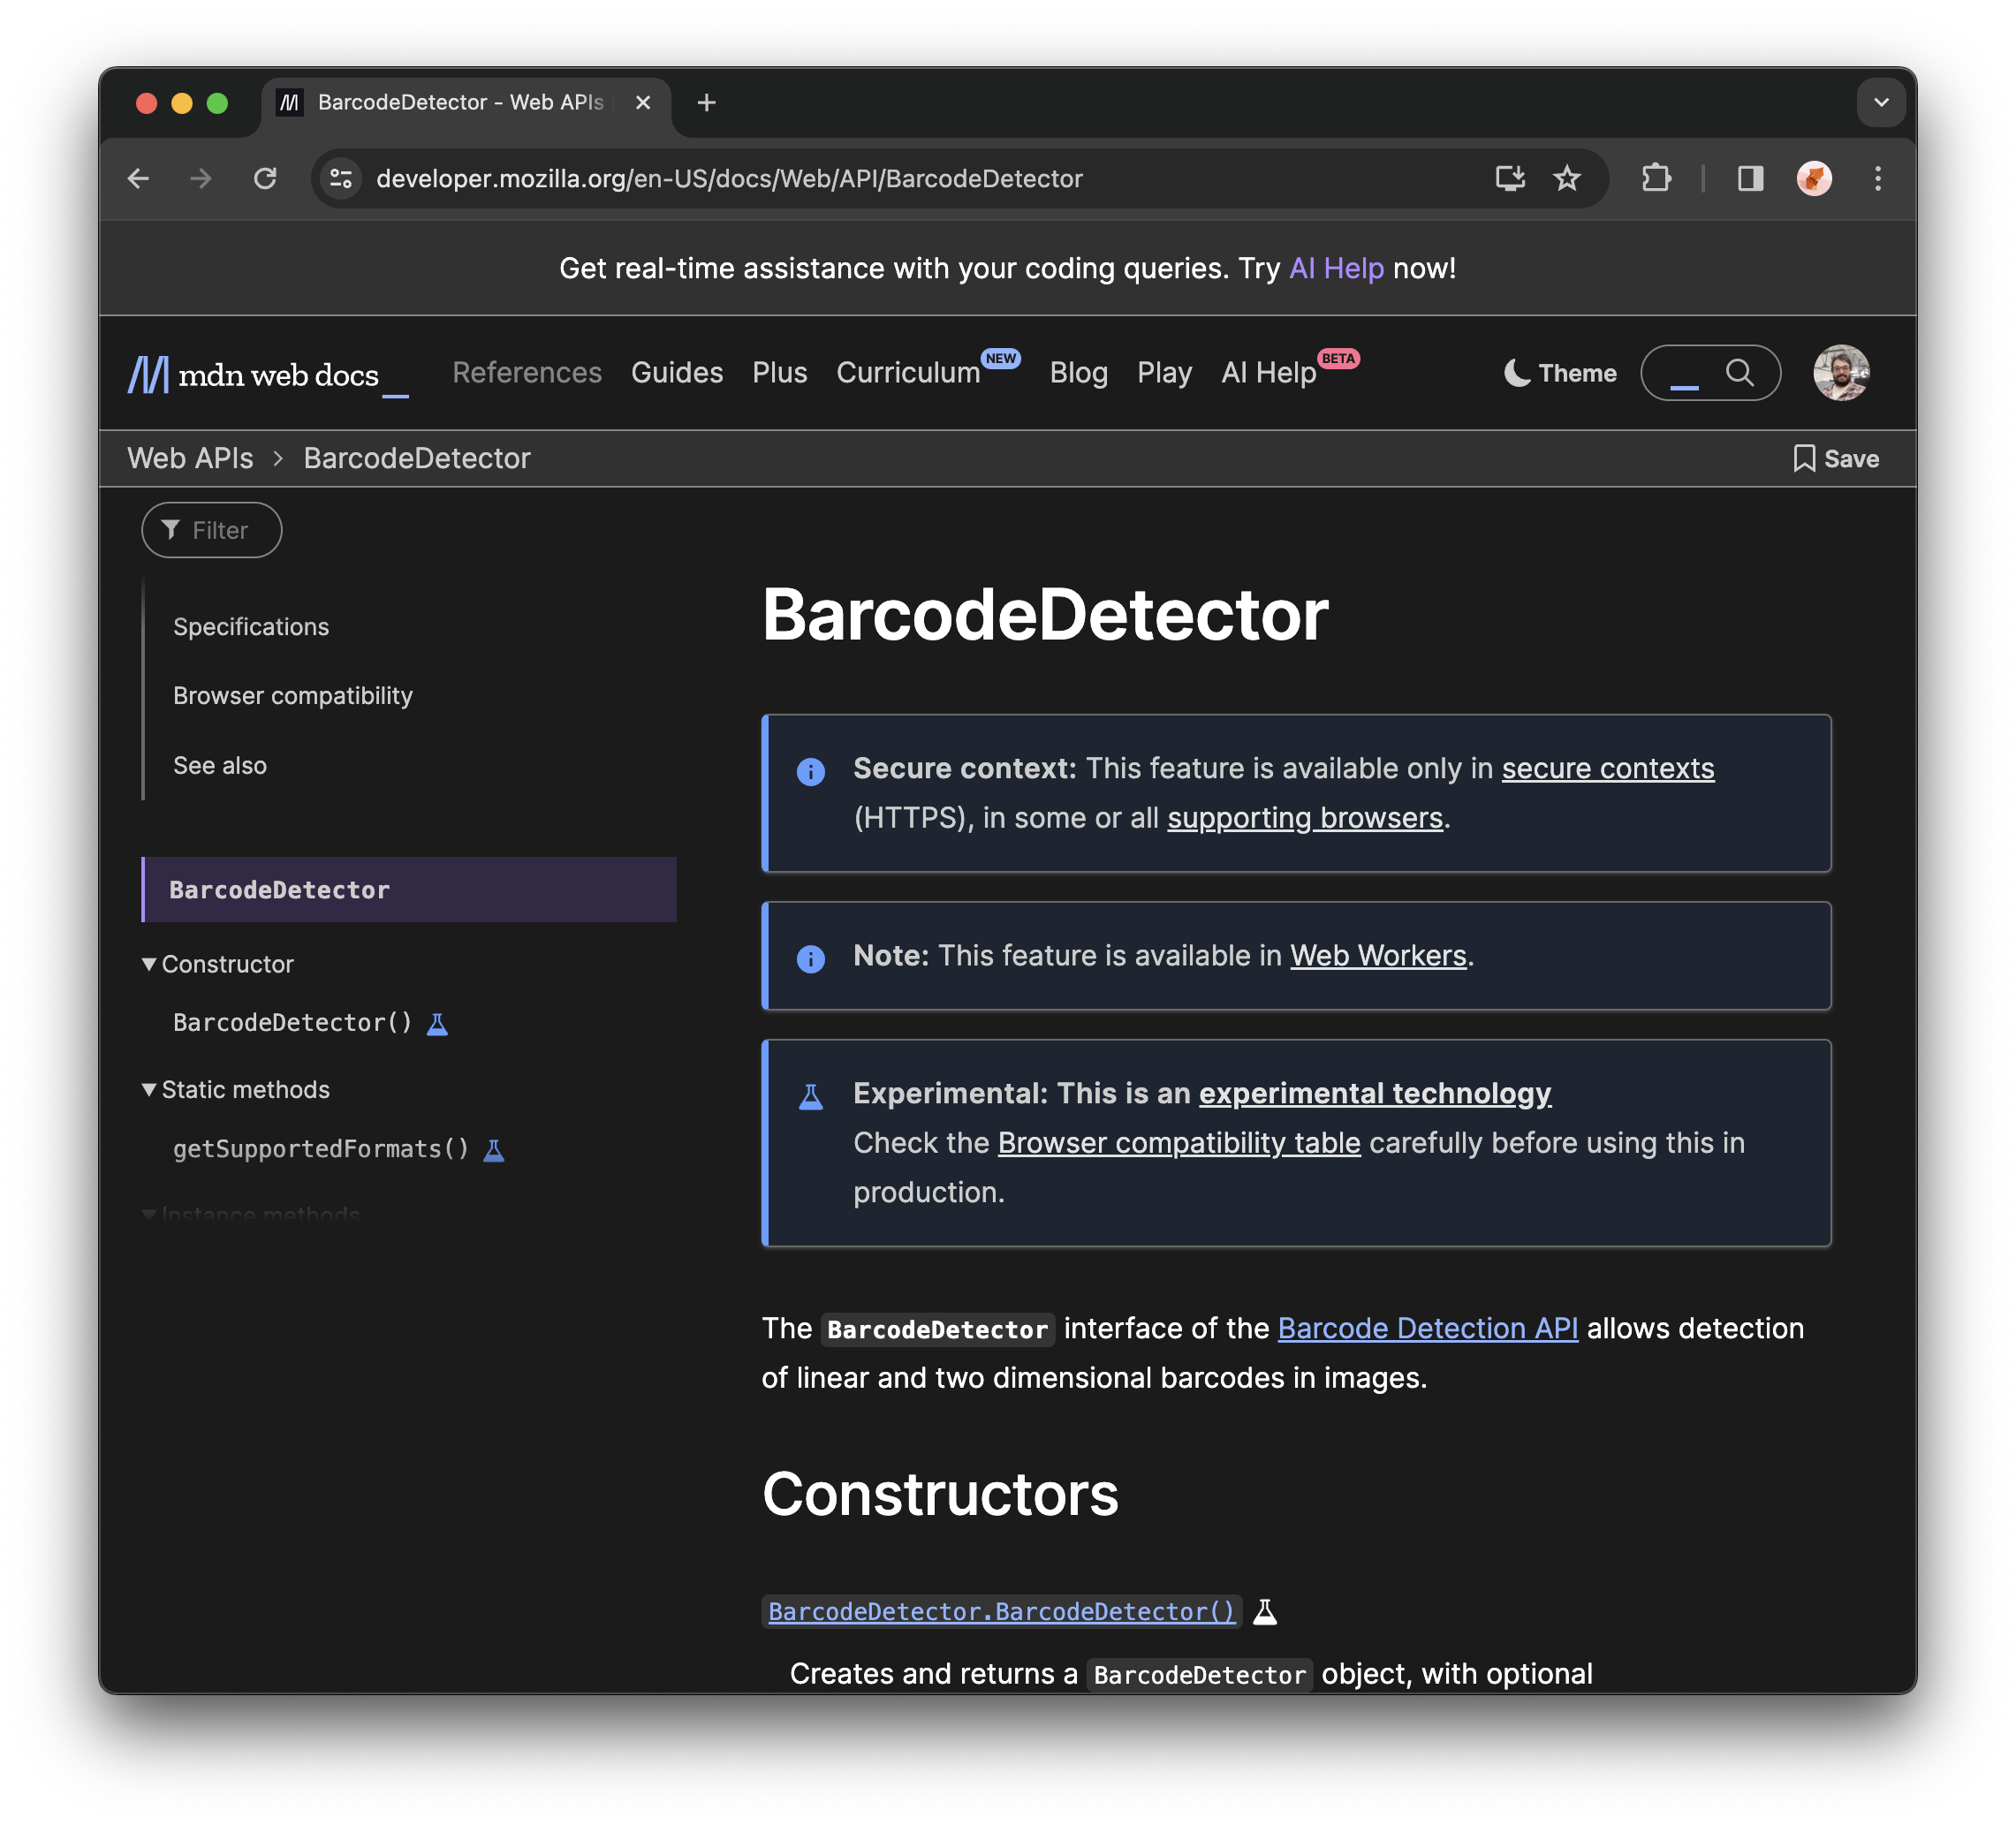 BarcodeDetector - Web APIs
developer.mozilla.org/en-US/docs/Web/API/BarcodeDetector
Get real-time assistance with your coding queries. Try AI Help now!
mdn web docs_ References Guides Plus Curriculum NEW Blog Play AI Help BETA Theme
Web APIs > BarcodeDetector Save
Filter
Specifications
Browser compatibility
See also
BarcodeDetector
Constructor
BarcodeDetector()
Static methods
getSupportedFormats()
Instance methods
BarcodeDetector
Secure context: This feature is available only in secure contexts
(HTTPS), in some or all supporting browsers.
Note: This feature is available in Web Workers.
Experimental: This is an experimental technology
Check the Browser compatibility table carefully before using this in
production.
The BarcodeDetector interface of the Barcode Detection API allows detection
of linear and two dimensional barcodes in images.
Constructors
BarcodeDetector.BarcodeDetector()
Creates and returns a BarcodeDetector object, with optional